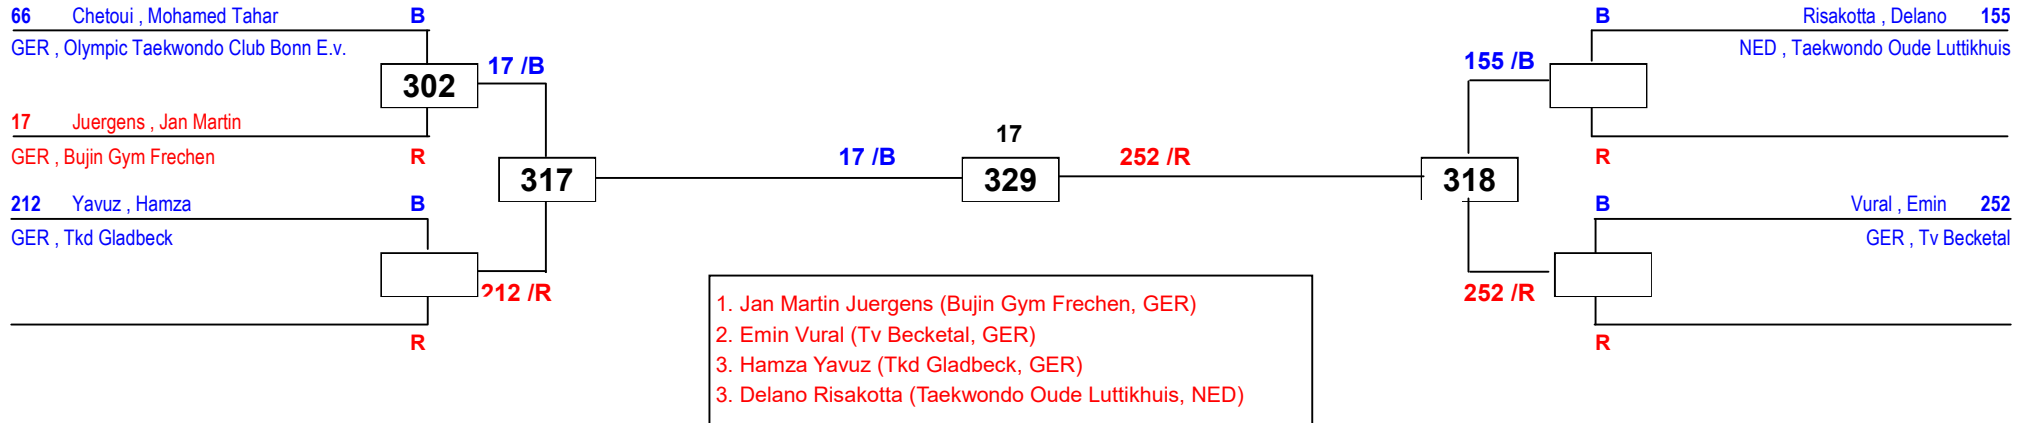 66 Chetoui , Mohamed Tahar B
GER , Olympic Taekwondo Club Bonn E.v.
302
17 /B
17 Juergens , Jan Martin
GER , Bujin Gym Frechen R
317
212 Yavuz , Hamza B
GER , Tkd Gladbeck
212 /R
R
17 /B
17
329
252 /R
B Risakotta , Delano 155
NED , Taekwondo Oude Luttikhuis
155 /B
R
318
B Vural , Emin 252
GER , Tv Becketal
252 /R
R
1. Jan Martin Juergens (Bujin Gym Frechen, GER)
2. Emin Vural (Tv Becketal, GER)
3. Hamza Yavuz (Tkd Gladbeck, GER)
3. Delano Risakotta (Taekwondo Oude Luttikhuis, NED)